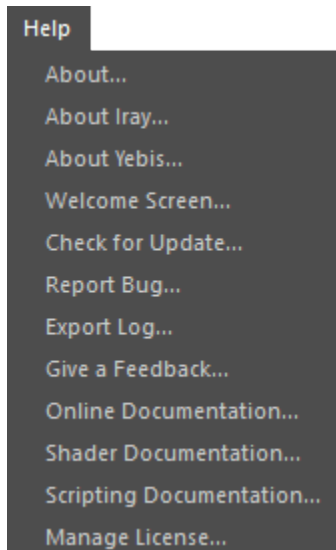 Help
About...
About Iray...
About Yebis...
Welcome Screen...
Check for Update...
Report Bug...
Export Log...
Give a Feedback...
Online Documentation...
Shader Documentation...
Scripting Documentation...
Manage License...